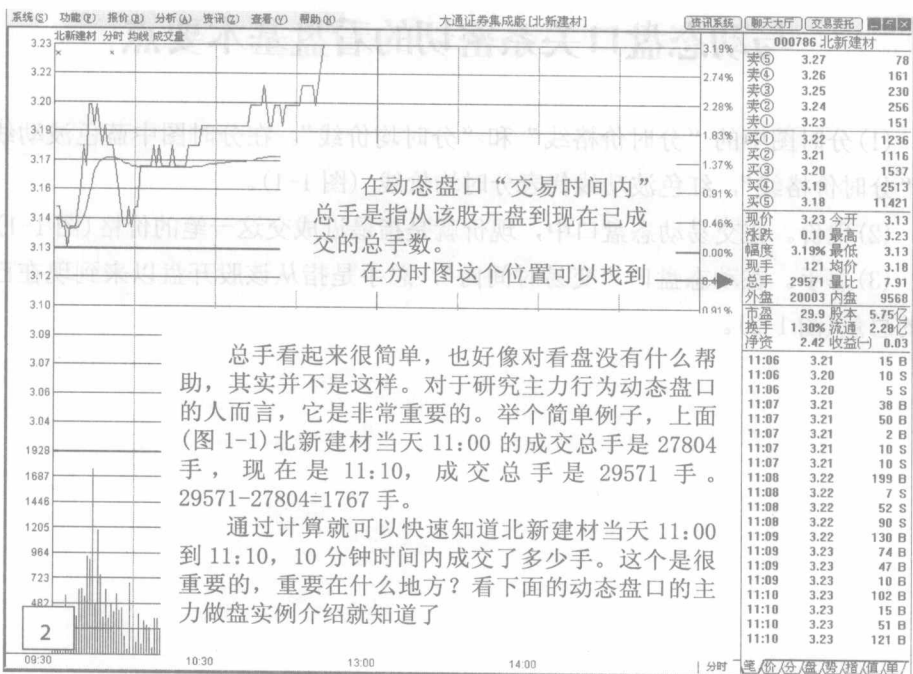 系统(S) 功能(F) 报价(B) 分析(A) 资讯(G) 查看(V) 帮助(H) 大通证券集成版[北新建材] 资讯系统 聊天大厅 交易委托
北新建材 分时 均线 成交量
3.23
3.22
3.20
3.19
3.17
3.16
3.14
3.13
3.12
3.10
3.09
3.07
3.06
3.04
1928
1687
1446
1205
964
723
482
3.19%
2.74%
2.28%
1.83%
1.37%
0.91%
0.46%
0.00%
0.91%
在动态盘口中,交易时间内
总手是指从该股开盘到现在已成
交的总手数。
在分时图这个位置可以找到
总手看起来很简单,也好像对看盘没有什么帮
助,其实并不是这样。对于研究主力行为动态盘口
的人而言,它是非常重要的。举个简单例子,上面
(图 1-1)北新建材当天 11:00 的成交总手是 27804
手,现在是 11:10,成交总手是 29571 手。
29571-27804=1767 手。
通过计算就可以快速知道北新建材当天 11:00
到 11:10,10 分钟时间内成交了多少手。这个是很
重要的,重要在什么地方?看下面的动态盘口的主
力做盘实例介绍就知道了
2
09:30 10:30 13:00 14:00 分时
000786 北新建材
卖⑤ 3.27 78
卖④ 3.26 161
卖③ 3.25 230
卖② 3.24 256
卖① 3.23 151
买① 3.22 1236
买② 3.21 1116
买③ 3.20 1537
买④ 3.19 2513
买⑤ 3.18 11421
现价 3.23 今开 3.13
涨跌 0.10 最高 3.23
幅度 3.19% 最低 3.13
现手 121 均价 3.18
总手 29571 量比 7.91
外盘 20003 内盘 9568
市盈 29.9 股本 5.75亿
换手 1.30% 流通 2.28亿
净资 2.42 收益(一) 0.03
11:06 3.21 15 B
11:06 3.20 10 S
11:06 3.20 5 S
11:07 3.21 38 B
11:07 3.21 50 B
11:07 3.21 2 B
11:07 3.21 10 S
11:07 3.21 10 S
11:08 3.22 199 B
11:08 3.22 7 S
11:08 3.22 52 S
11:08 3.22 90 S
11:09 3.22 130 B
11:09 3.23 74 B
11:09 3.23 47 B
11:09 3.23 10 B
11:10 3.23 102 B
11:10 3.23 15 B
11:10 3.23 51 B
11:10 3.23 121 B
笔 价 分 盘 势 指 值 单